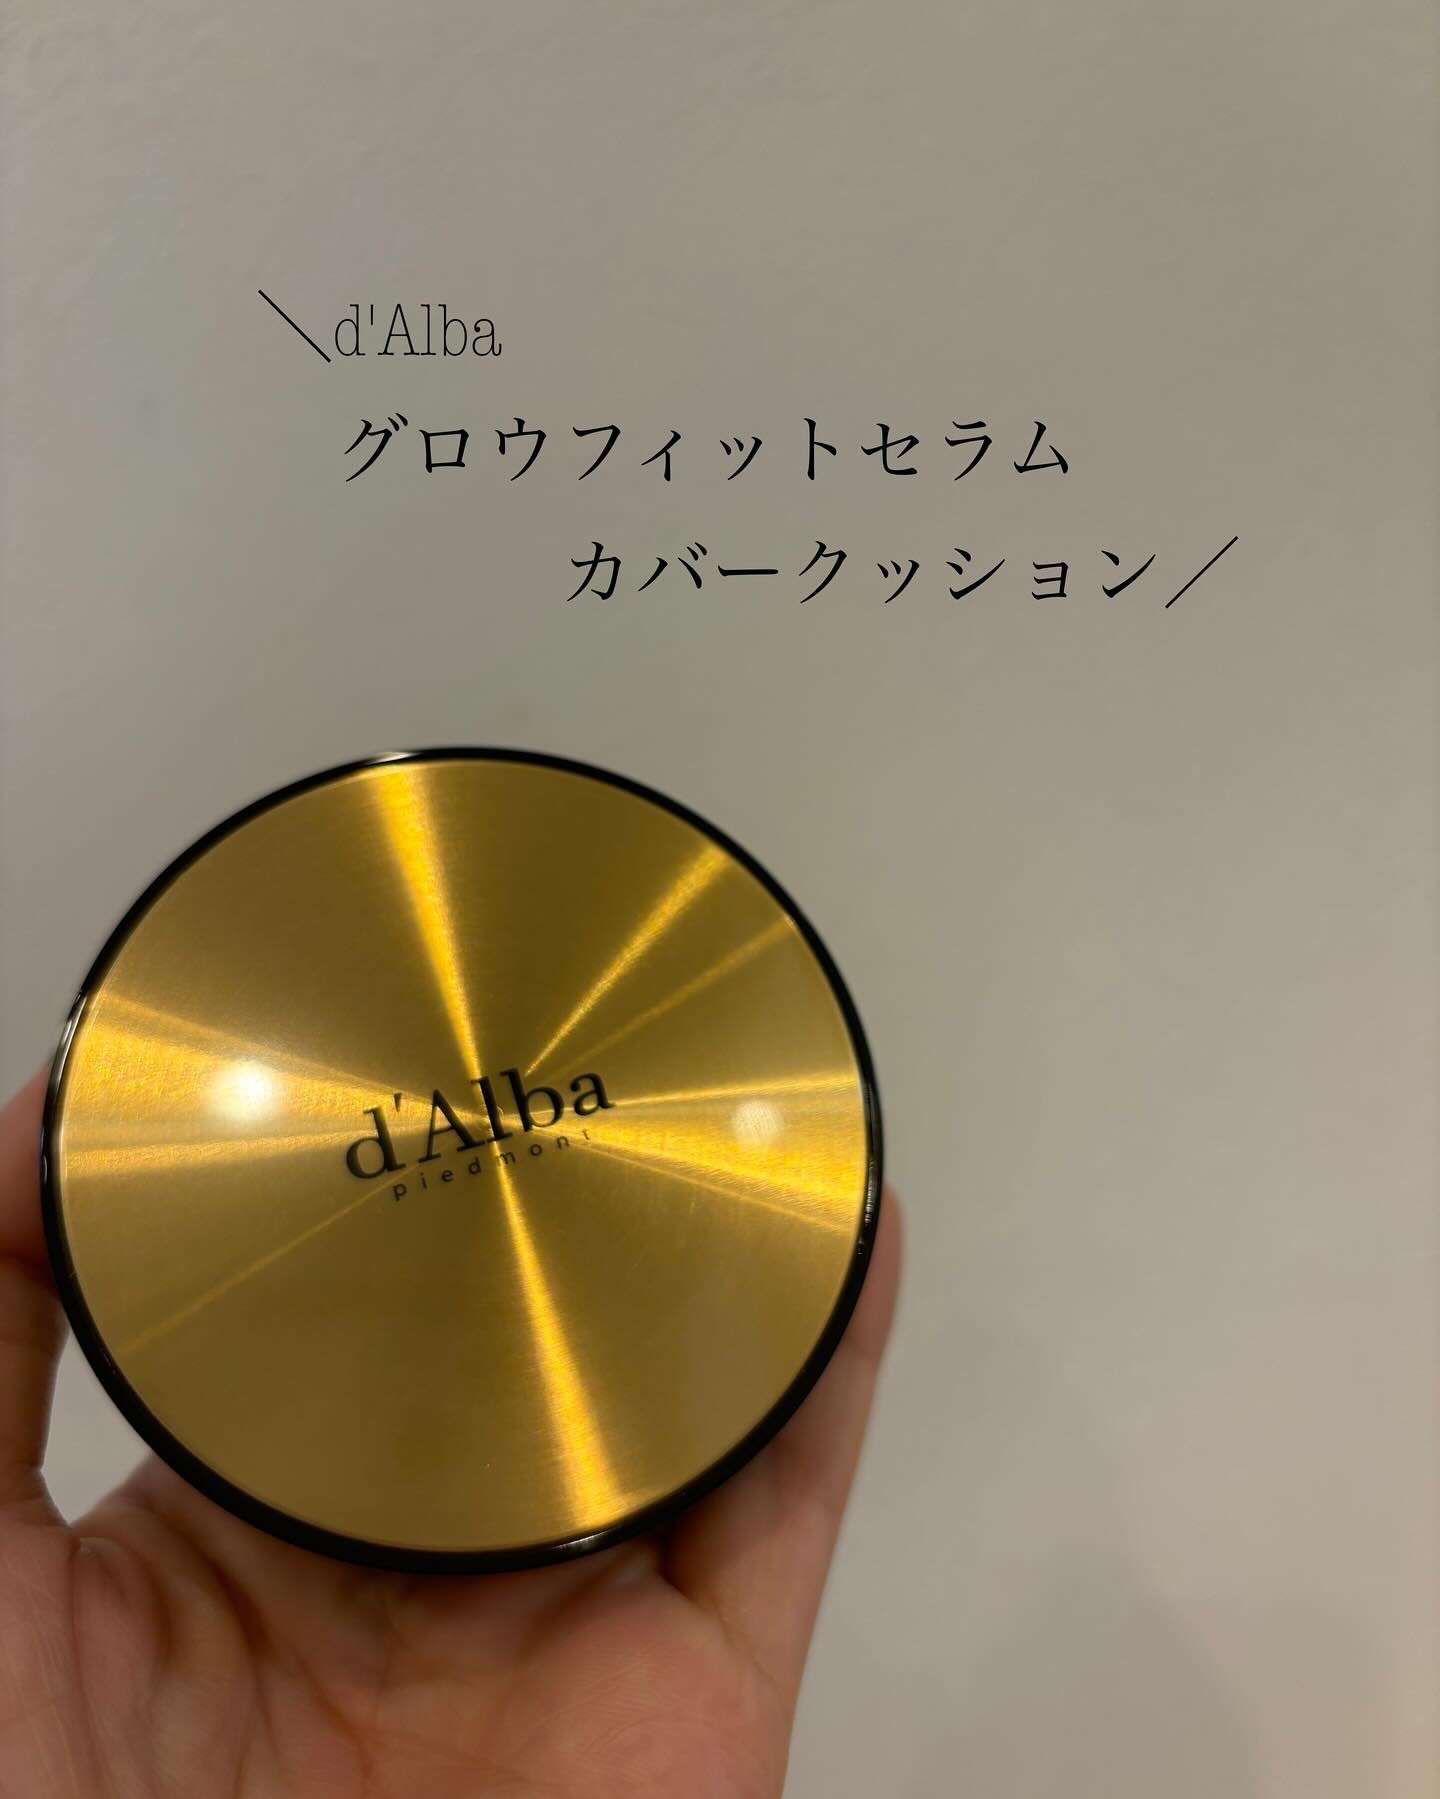 ＼d'Alba
グロウフィットセラム
カバークッション／
d'Alba
piedmont